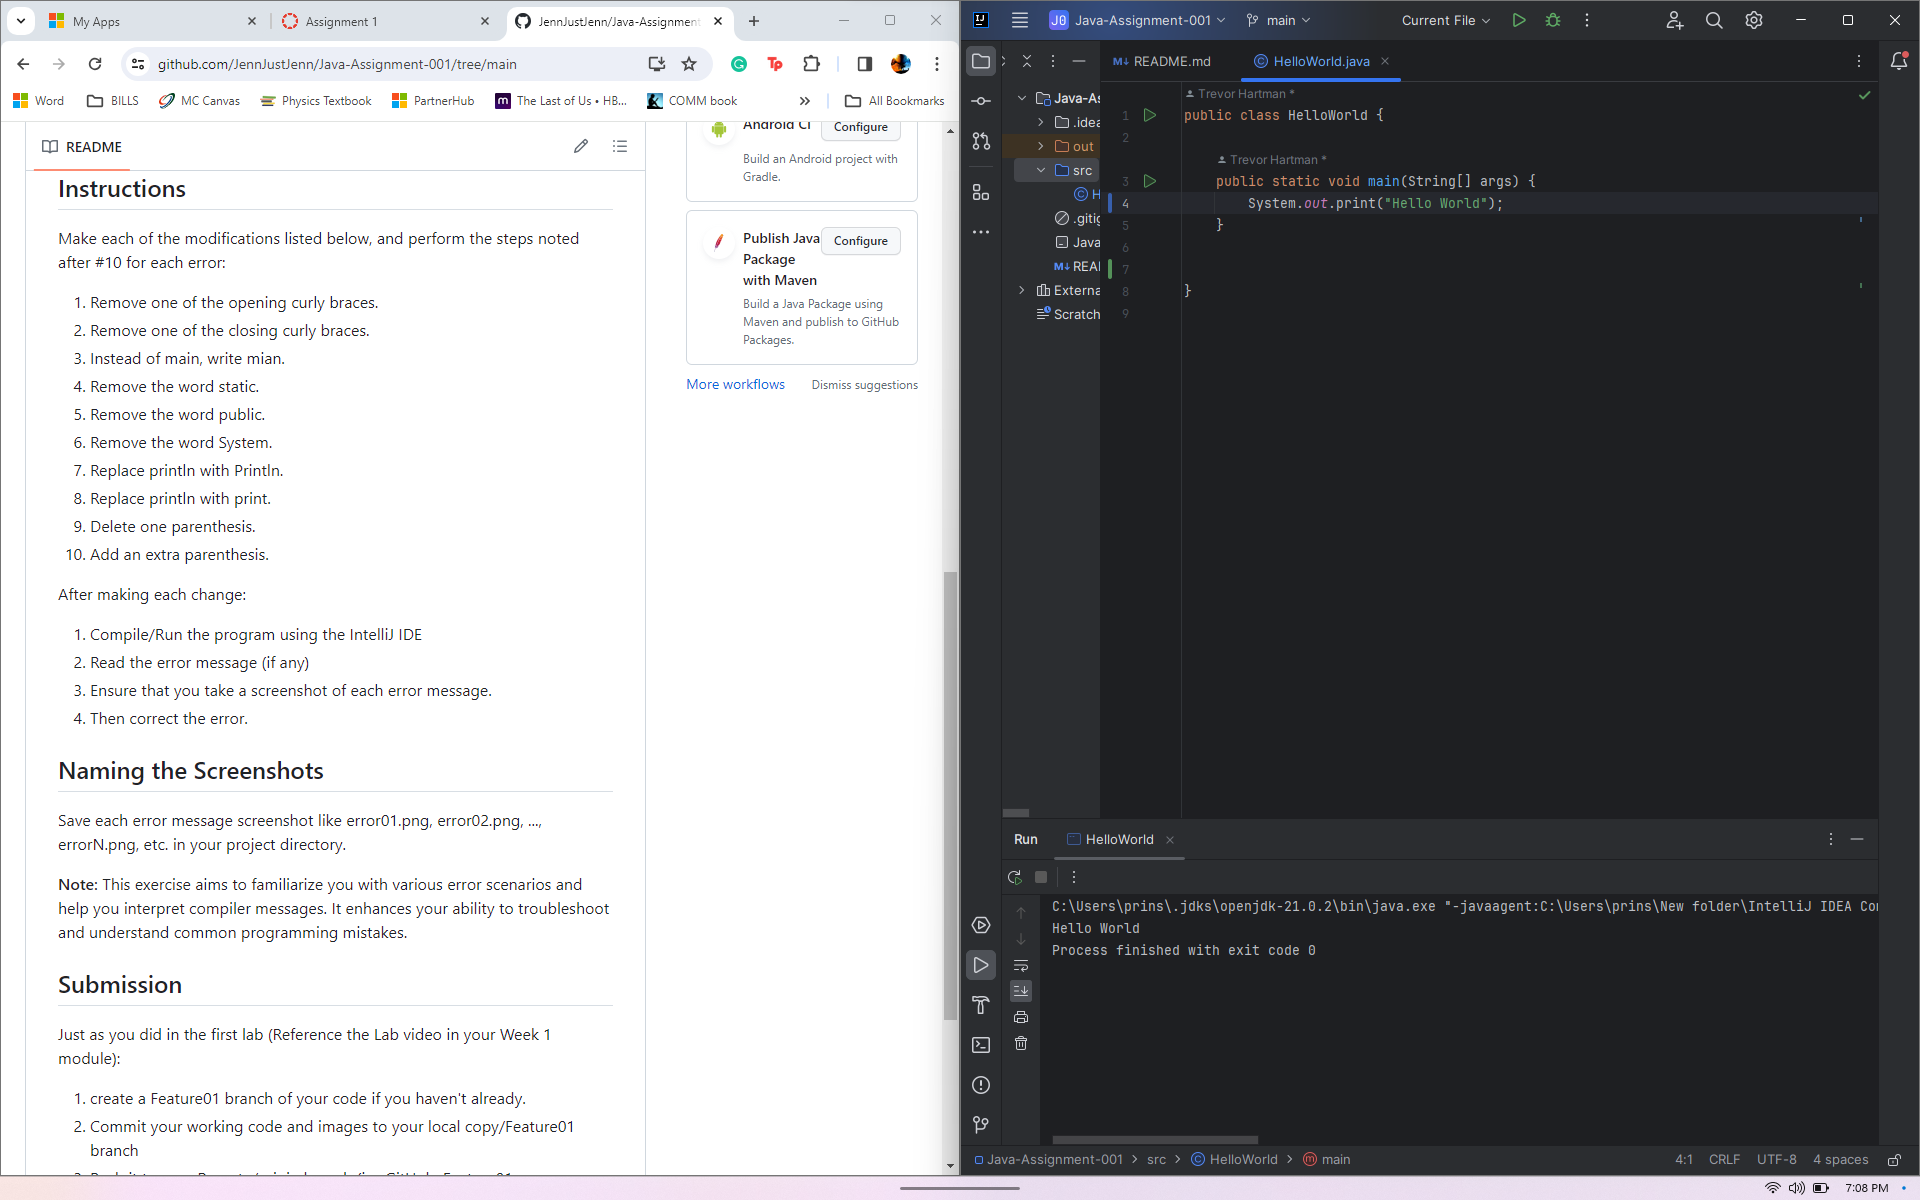 My Apps
Assignment 1
JennJustJenn/Java-Assignment
github.com/JennJustJenn/Java-Assignment-001/tree/main
Word
BILLS
MC Canvas
Physics Textbook
PartnerHub
The Last of Us • HB...
COMM book
All Bookmarks
README
Instructions
Make each of the modifications listed below, and perform the steps noted
after #10 for each error:
1. Remove one of the opening curly braces.
2. Remove one of the closing curly braces.
3. Instead of main, write mian.
4. Remove the word static.
5. Remove the word public.
6. Remove the word System.
7. Replace println with Println.
8. Replace println with print.
9. Delete one parenthesis.
10. Add an extra parenthesis.
After making each change:
1. Compile/Run the program using the IntelliJ IDE
2. Read the error message (if any)
3. Ensure that you take a screenshot of each error message.
4. Then correct the error.
Naming the Screenshots
Save each error message screenshot like error01.png, error02.png, ...,
errorN.png, etc. in your project directory.
Note: This exercise aims to familiarize you with various error scenarios and
help you interpret compiler messages. It enhances your ability to troubleshoot
and understand common programming mistakes.
Submission
Just as you did in the first lab (Reference the Lab video in your Week 1
module):
1. create a Feature01 branch of your code if you haven't already.
2. Commit your working code and images to your local copy/Feature01
branch
Android CI
Configure
Build an Android project with
Gradle.
Publish Java
Package
with Maven
Configure
Build a Java Package using
Maven and publish to GitHub
Packages.
More workflows
Dismiss suggestions
J0 Java-Assignment-001
main
Current File
README.md
HelloWorld.java
Java-As
.idea
out
src
H
.gitig
Java
REAI
Externa
Scratch
Trevor Hartman *
1 public class HelloWorld {
2
Trevor Hartman *
3 public static void main(String[] args) {
4 System.out.print("Hello World");
5 }
6
7
8 }
9
Run
HelloWorld
C:\Users\prins\.jdks\openjdk-21.0.2\bin\java.exe "-javaagent:C:\Users\prins\New folder\IntelliJ IDEA Con
Hello World
Process finished with exit code 0
Java-Assignment-001 > src > HelloWorld > main
4:1 CRLF UTF-8 4 spaces
7:08 PM